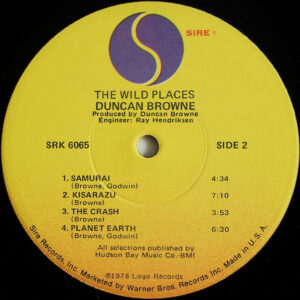 SIRE ®
THE WILD PLACES
DUNCAN BROWNE
Produced by Duncan Browne
Engineer: Ray Hendriksen
SRK 6065
SIDE 2
1. SAMURAI 4:34
(Browne, Godwin)
2. KISARAZU 7:10
(Browne)
3. THE CRASH 3:53
(Browne)
4. PLANET EARTH 6:30
(Browne, Godwin)
All selections published by
Hudson Bay Music Co.-BMI
℗1978 Logo Records
Sire Records, Inc. Marketed by Warner Bros. Records Inc. Made in U.S.A.